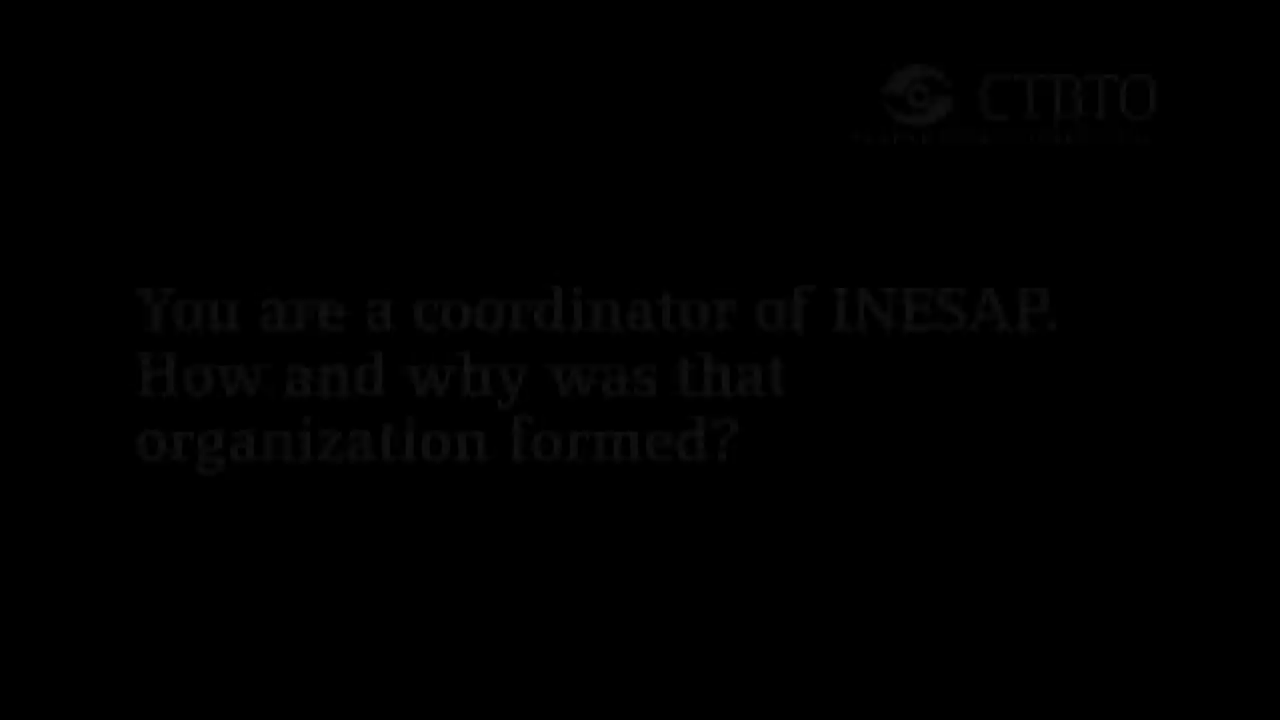 CTBTO
You are a coordinator of INESAP.
How and why was that
organization formed?